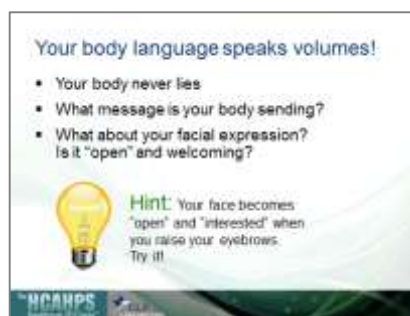 Your body language speaks volumes!
▪ Your body never lies
▪ What message is your body sending?
▪ What about your facial expression?
Is it "open" and welcoming?
Hint: Your face becomes
"open" and "interested" when
you raise your eyebrows.
Try it!
The HCAHPS